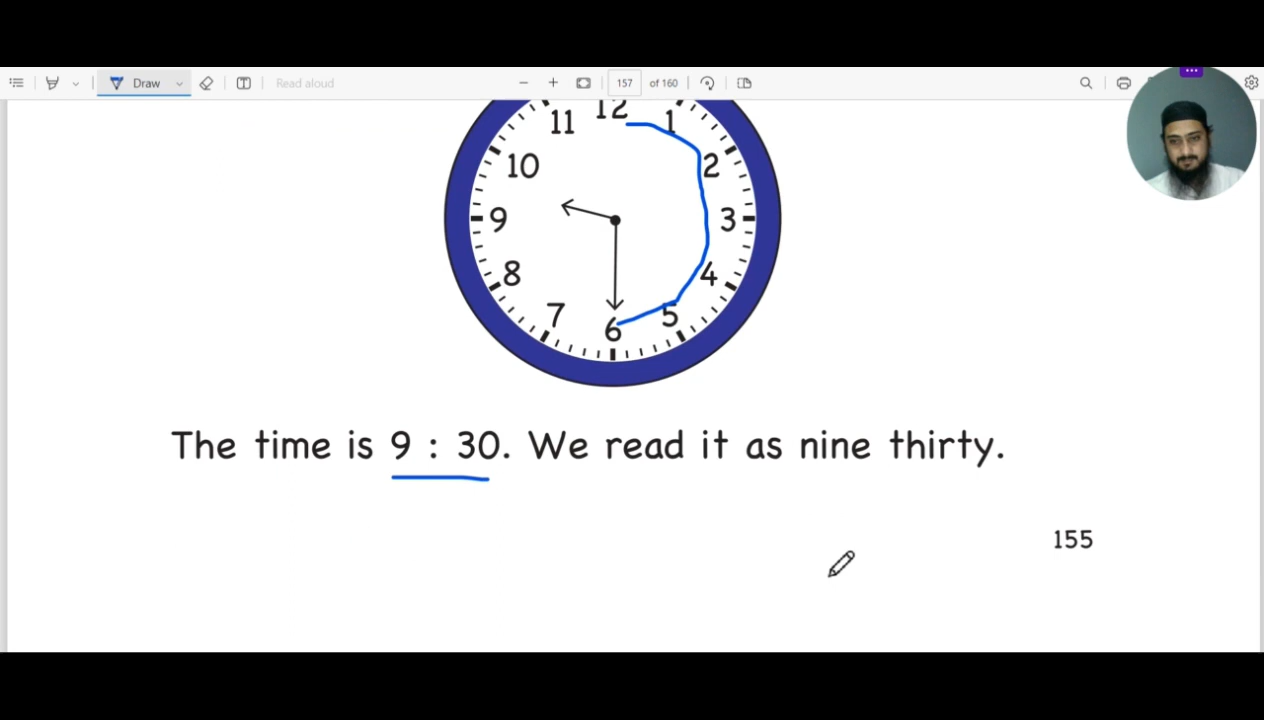 Draw
Read aloud
157 of 160
12
11 1
10 2
9 3
8 4
7 5
6
The time is 9 : 30. We read it as nine thirty.
155